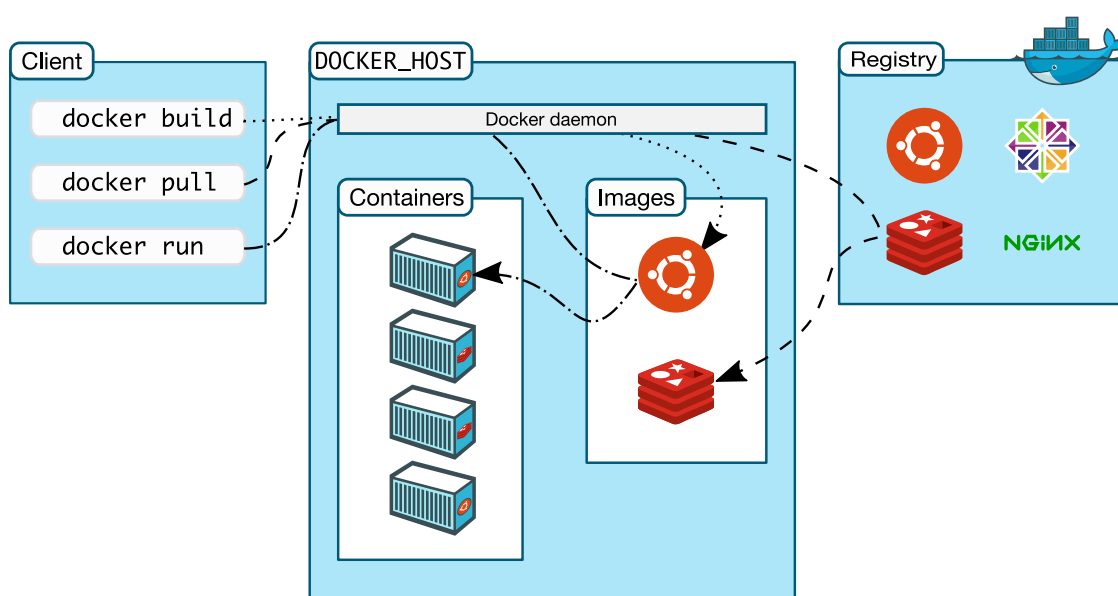 Client
docker build
docker pull
docker run
DOCKER_HOST
Docker daemon
Containers
Images
Registry
NGiNX